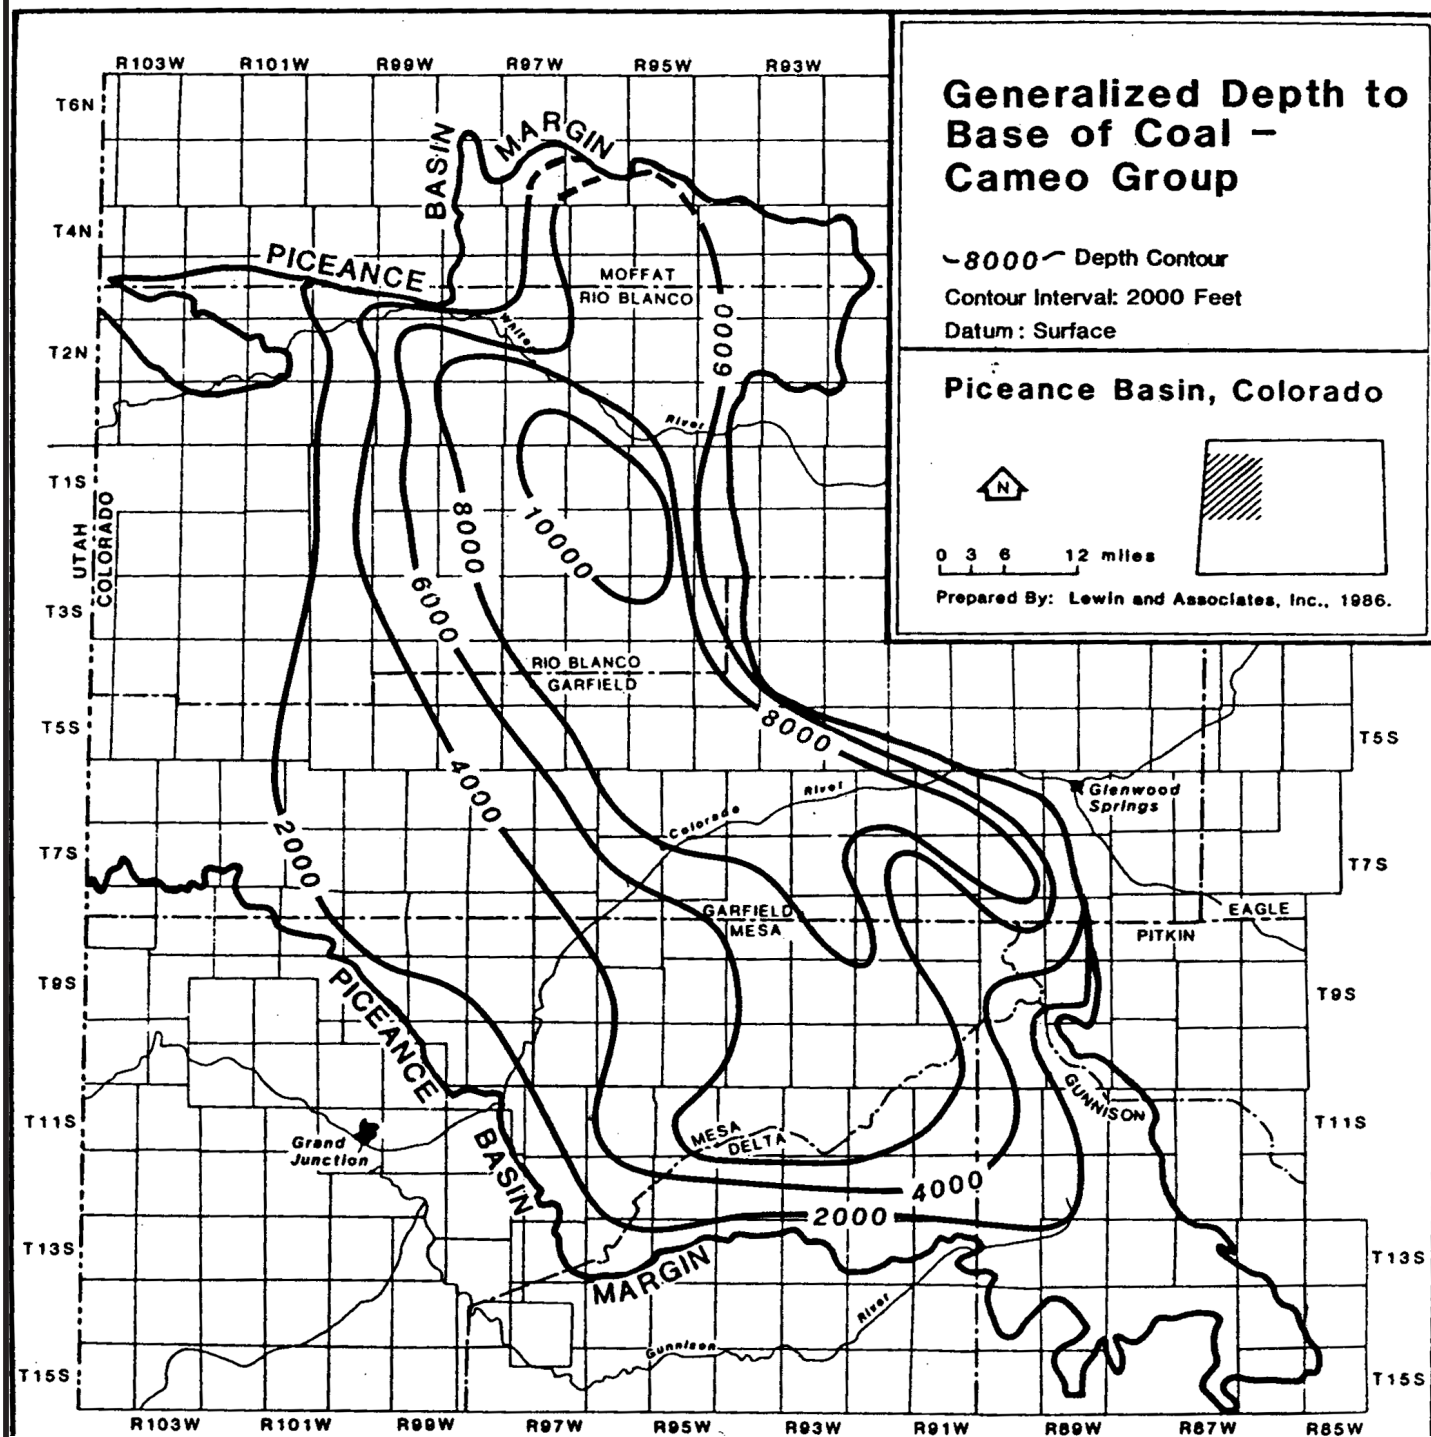 R103W R101W R99W R97W R95W R93W
T6N
T4N
T2N
T1S
T3S
T5S
T7S
T9S
T11S
T13S
T15S
BASIN
MARGIN
PICEANCE
MOFFAT
RIO BLANCO
White
River
6000
8000
10000
6000
UTAH
COLORADO
RIO BLANCO
GARFIELD
8000
4000
2000
Colorado
River
Glenwood
Springs
GARFIELD
MESA
EAGLE
PITKIN
PICEANCE
BASIN
MARGIN
Grand
Junction
MESA
DELTA
GUNNISON
4000
2000
Gunnison
River
T5S
T7S
T9S
T11S
T13S
T15S
R103W R101W R99W R97W R95W R93W R91W R89W R87W R85W
Generalized Depth to
Base of Coal –
Cameo Group
8000 Depth Contour
Contour Interval: 2000 Feet
Datum: Surface
Piceance Basin, Colorado
N
0 3 6 12 miles
Prepared By: Lewin and Associates, Inc., 1986.